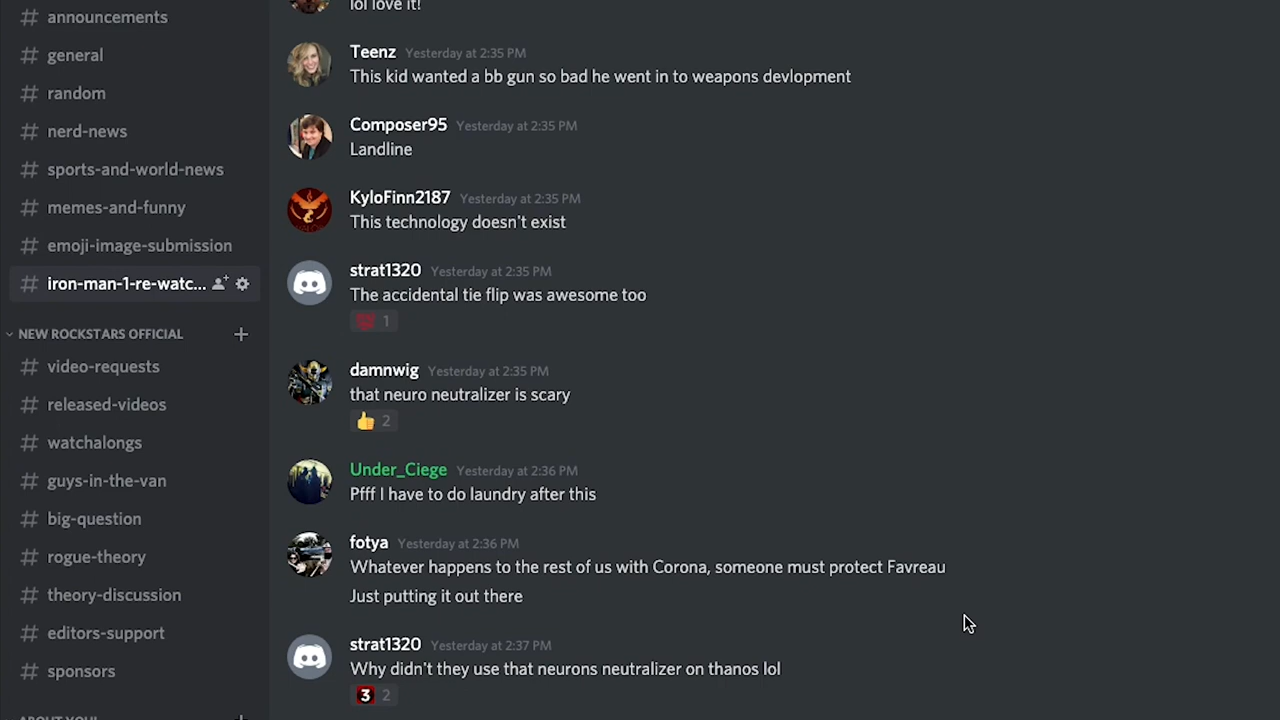 # announcements
# general
# random
# nerd-news
# sports-and-world-news
# memes-and-funny
# emoji-image-submission
# iron-man-1-re-watc...
NEW ROCKSTARS OFFICIAL +
# video-requests
# released-videos
# watchalongs
# guys-in-the-van
# big-question
# rogue-theory
# theory-discussion
# editors-support
# sponsors
ABOUT YOU! +
lol love it!
Teenz Yesterday at 2:35 PM
This kid wanted a bb gun so bad he went in to weapons devlopment
Composer95 Yesterday at 2:35 PM
Landline
KyloFinn2187 Yesterday at 2:35 PM
This technology doesn't exist
strat1320 Yesterday at 2:35 PM
The accidental tie flip was awesome too
💯 1
damnwig Yesterday at 2:35 PM
that neuro neutralizer is scary
👍 2
Under_Ciege Yesterday at 2:36 PM
Pfff I have to do laundry after this
fotya Yesterday at 2:36 PM
Whatever happens to the rest of us with Corona, someone must protect Favreau
Just putting it out there
strat1320 Yesterday at 2:37 PM
Why didn't they use that neurons neutralizer on thanos lol
3 2